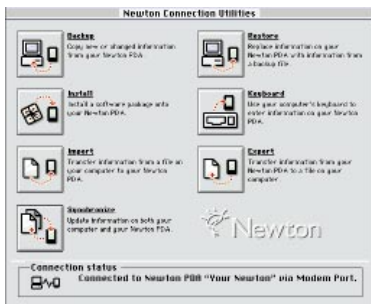 Newton Connection Utilities
Backup
Copy new or changed information
from your Newton PDA.
Restore
Replace information on your
Newton PDA with information from
a backup file.
Install
Install a software package onto
your Newton PDA.
Keyboard
Use your computer's keyboard to
enter information on your Newton
PDA.
Import
Transfer information from a file on
your computer to your Newton
PDA.
Export
Transfer information from your
Newton PDA to a file on your
computer.
Synchronize
Update information on both your
computer and your Newton PDA.
Newton
Connection status
Connected to Newton PDA “Your Newton” via Modem Port.